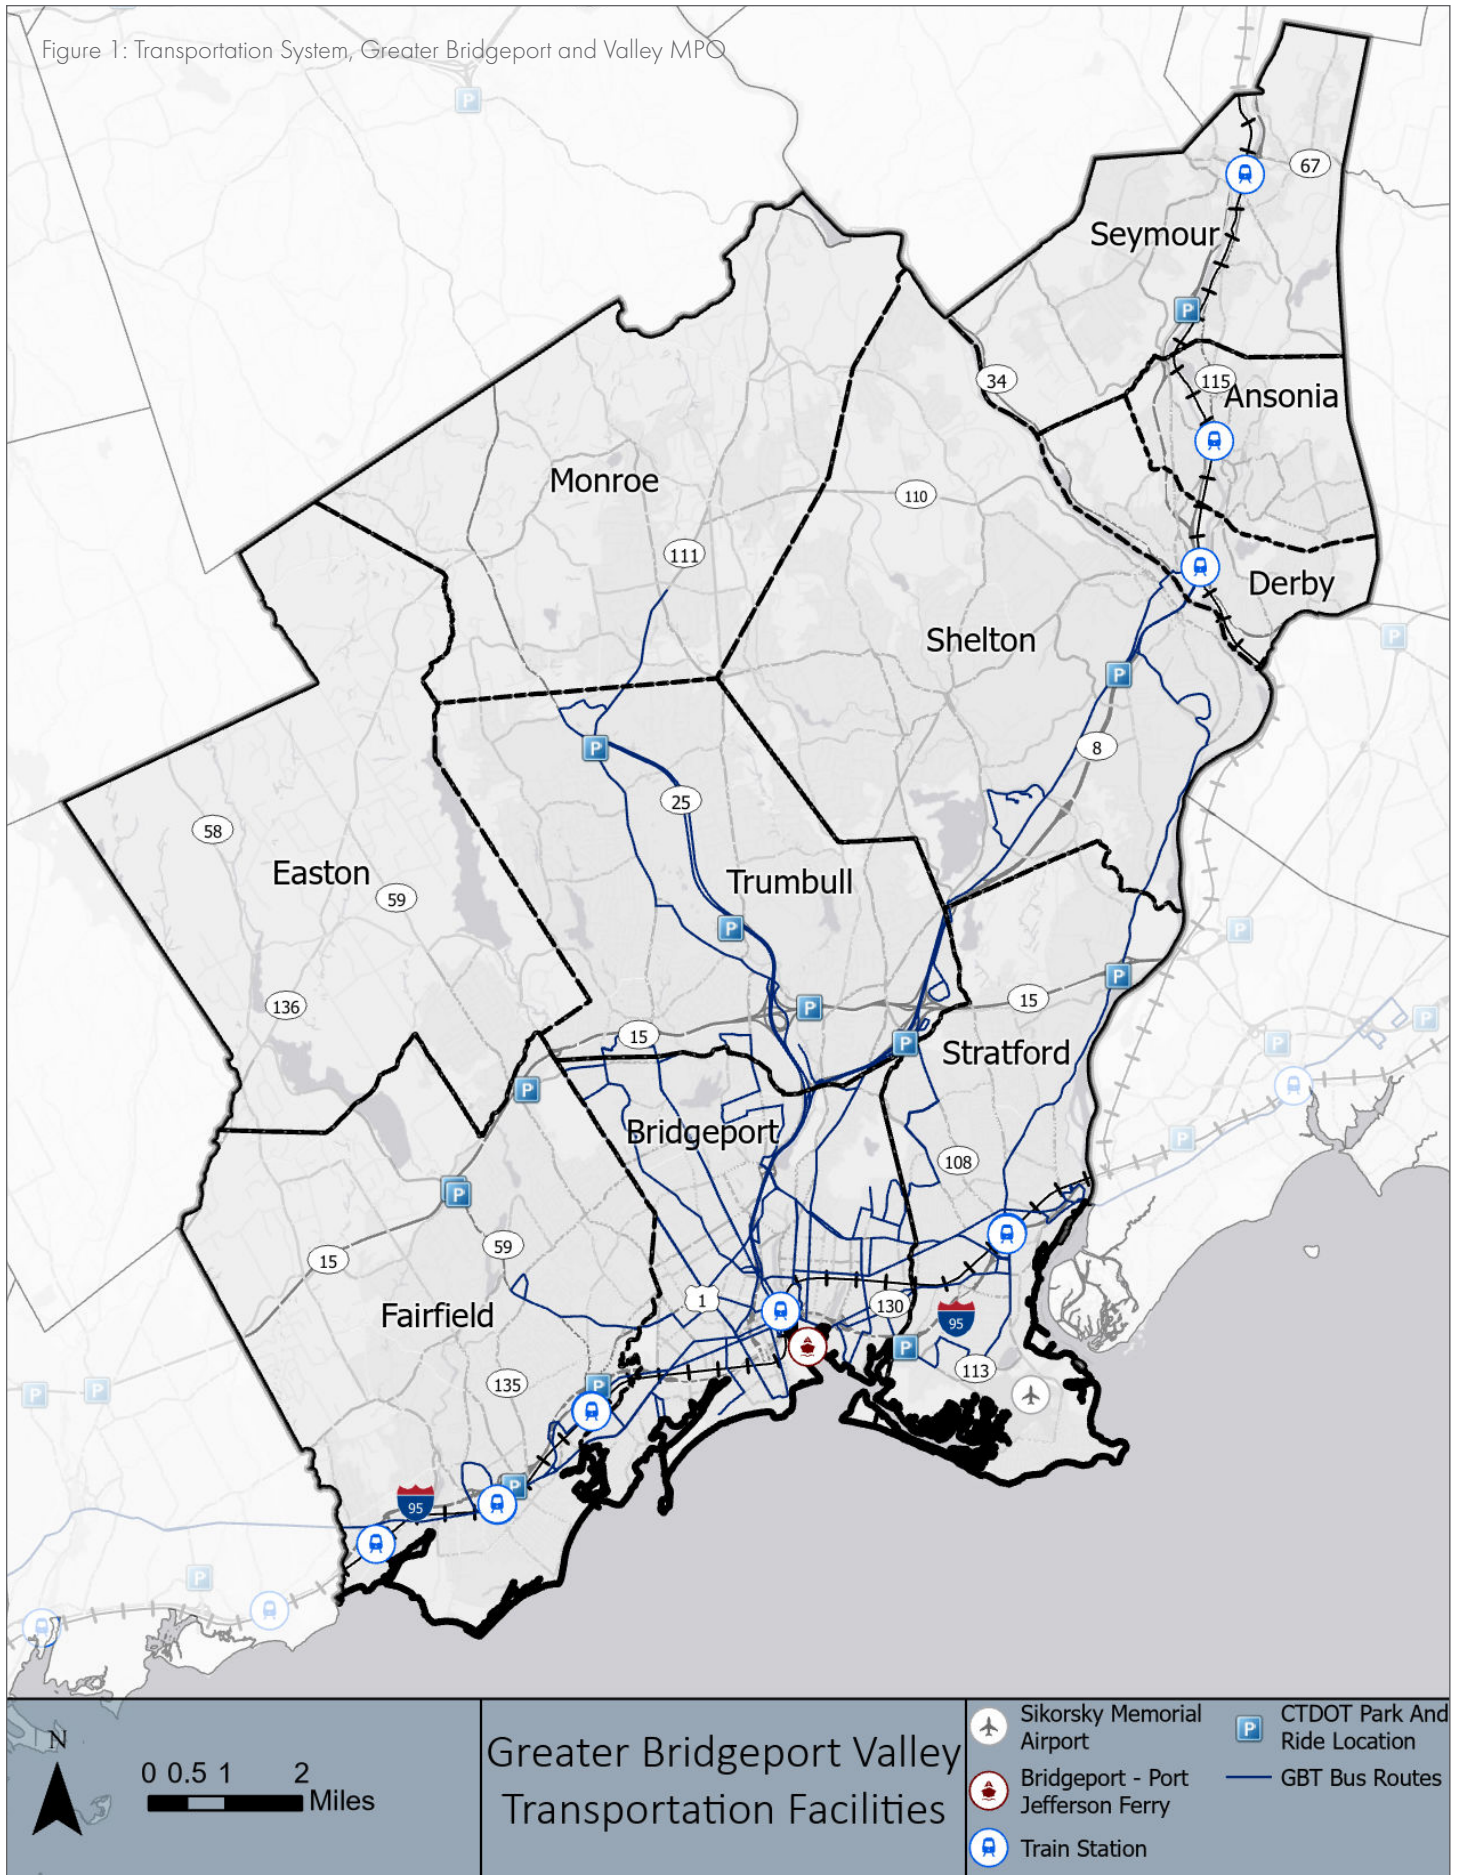 Figure 1: Transportation System, Greater Bridgeport and Valley MPO
67
Seymour
34
115
Ansonia
Monroe
110
111
Derby
Shelton
8
25
58
Easton
59
Trumbull
136
15
15
Stratford
Bridgeport
108
59
15
1
130
95
Fairfield
113
135
95
N
0 0.5 1 2
Miles
Greater Bridgeport Valley
Transportation Facilities
Sikorsky Memorial
Airport
Bridgeport - Port
Jefferson Ferry
Train Station
CTDOT Park And
Ride Location
GBT Bus Routes